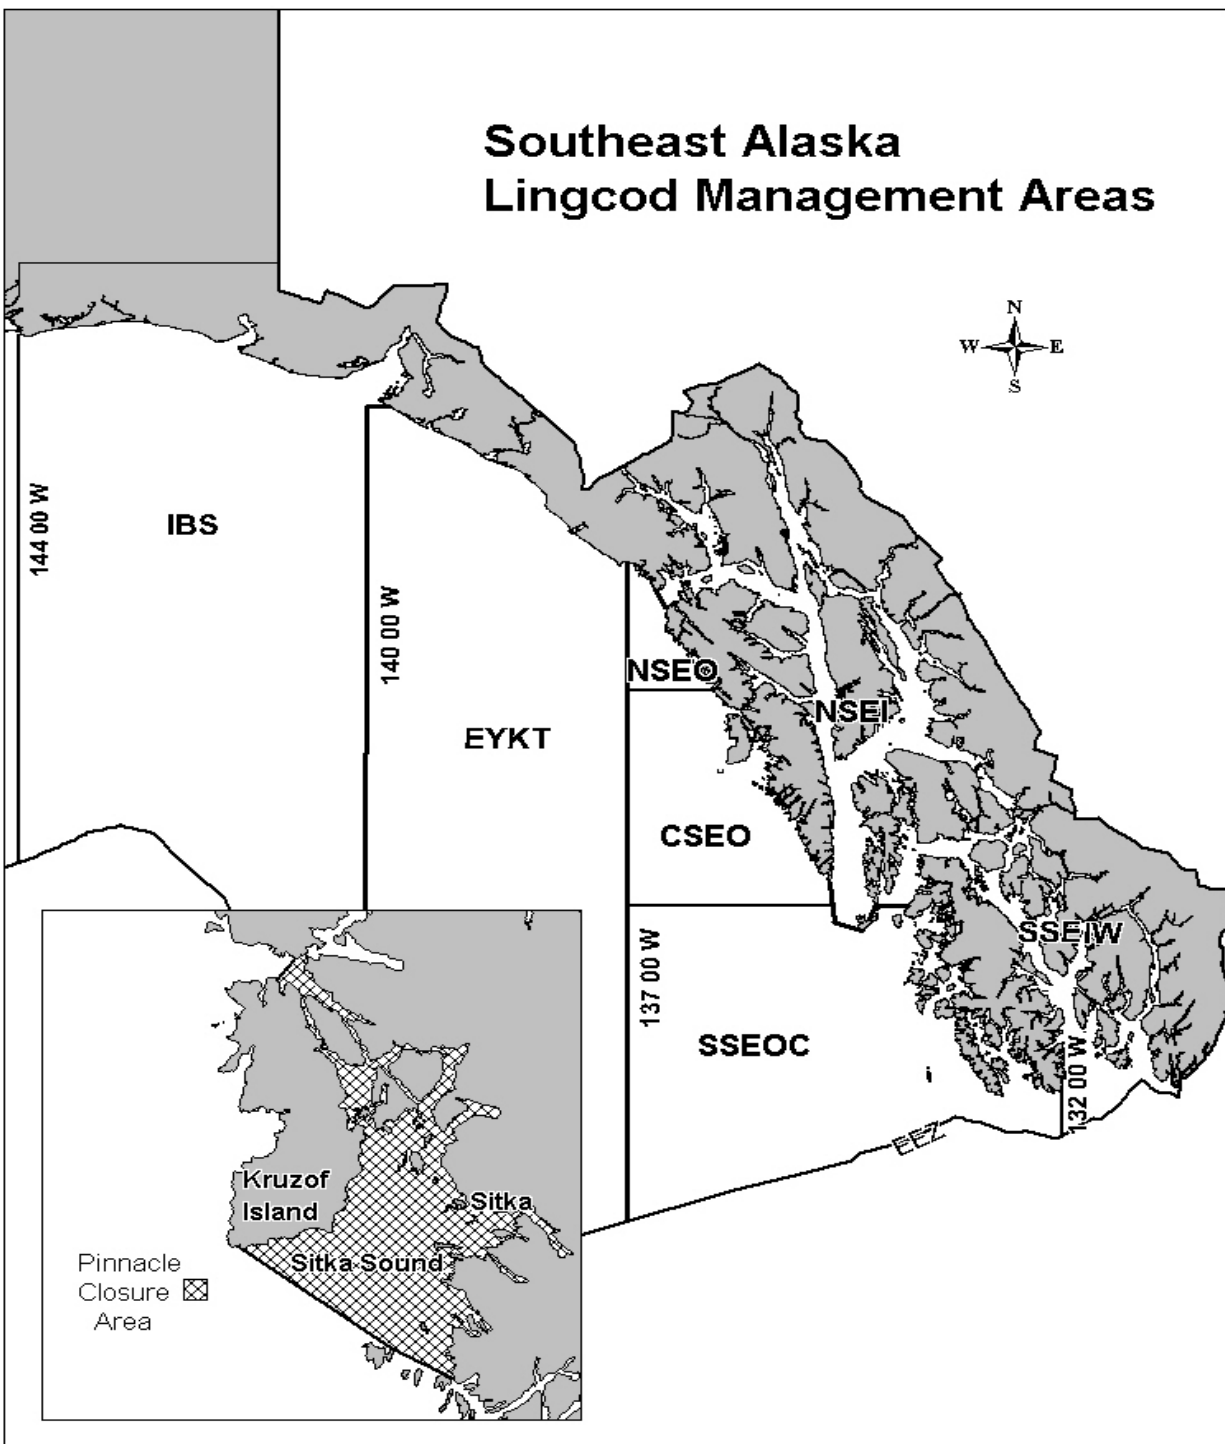 Southeast Alaska
Lingcod Management Areas
N
W E
S
144 00 W
IBS
140 00 W
EYKT
NSEO
NSEI
CSEO
137 00 W
SSEIW
SSEOC
132 00 W
EEZ
Kruzof
Island
Sitka
Sitka Sound
Pinnacle
Closure
Area